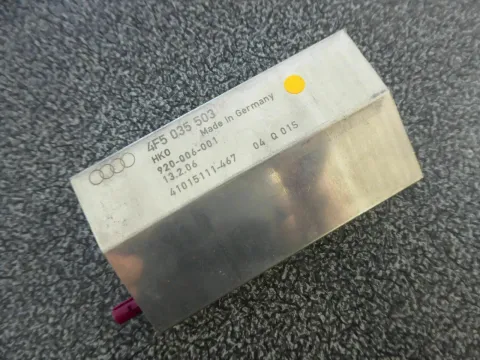 4F5 035 503
HKO Made in Germany
920-006-001
13.2.06 04 Q 01S
41015111-467